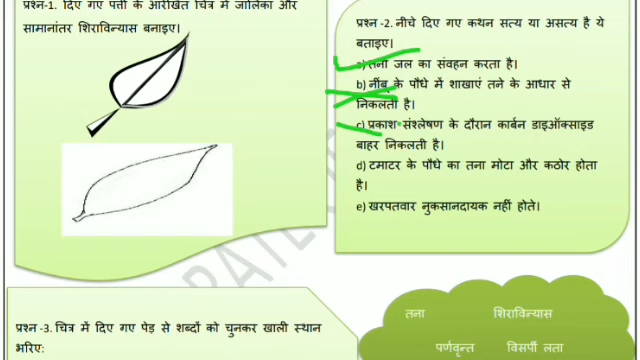 प्रश्न-1. दिए गए पत्ती के आरेखित चित्र में जालिका और
सामानांतर शिराविन्यास बनाइए।
प्रश्न -2. नीचे दिए गए कथन सत्य या असत्य है ये
बताइए।
a) तना जल का संवहन करता है।
b) नींबू के पौधे में शाखाएं तने के आधार से
निकलती है।
c) प्रकाश संश्लेषण के दौरान कार्बन डाइऑक्साइड
बाहर निकलती है।
d) टमाटर के पौधे का तना मोटा और कठोर होता
है।
e) खरपतवार नुकसानदायक नहीं होते।
प्रश्न -3. चित्र में दिए गए पेड़ से शब्दों को चुनकर खाली स्थान
भरिए:
तना शिराविन्यास
पर्णवृन्त विसर्पी लता